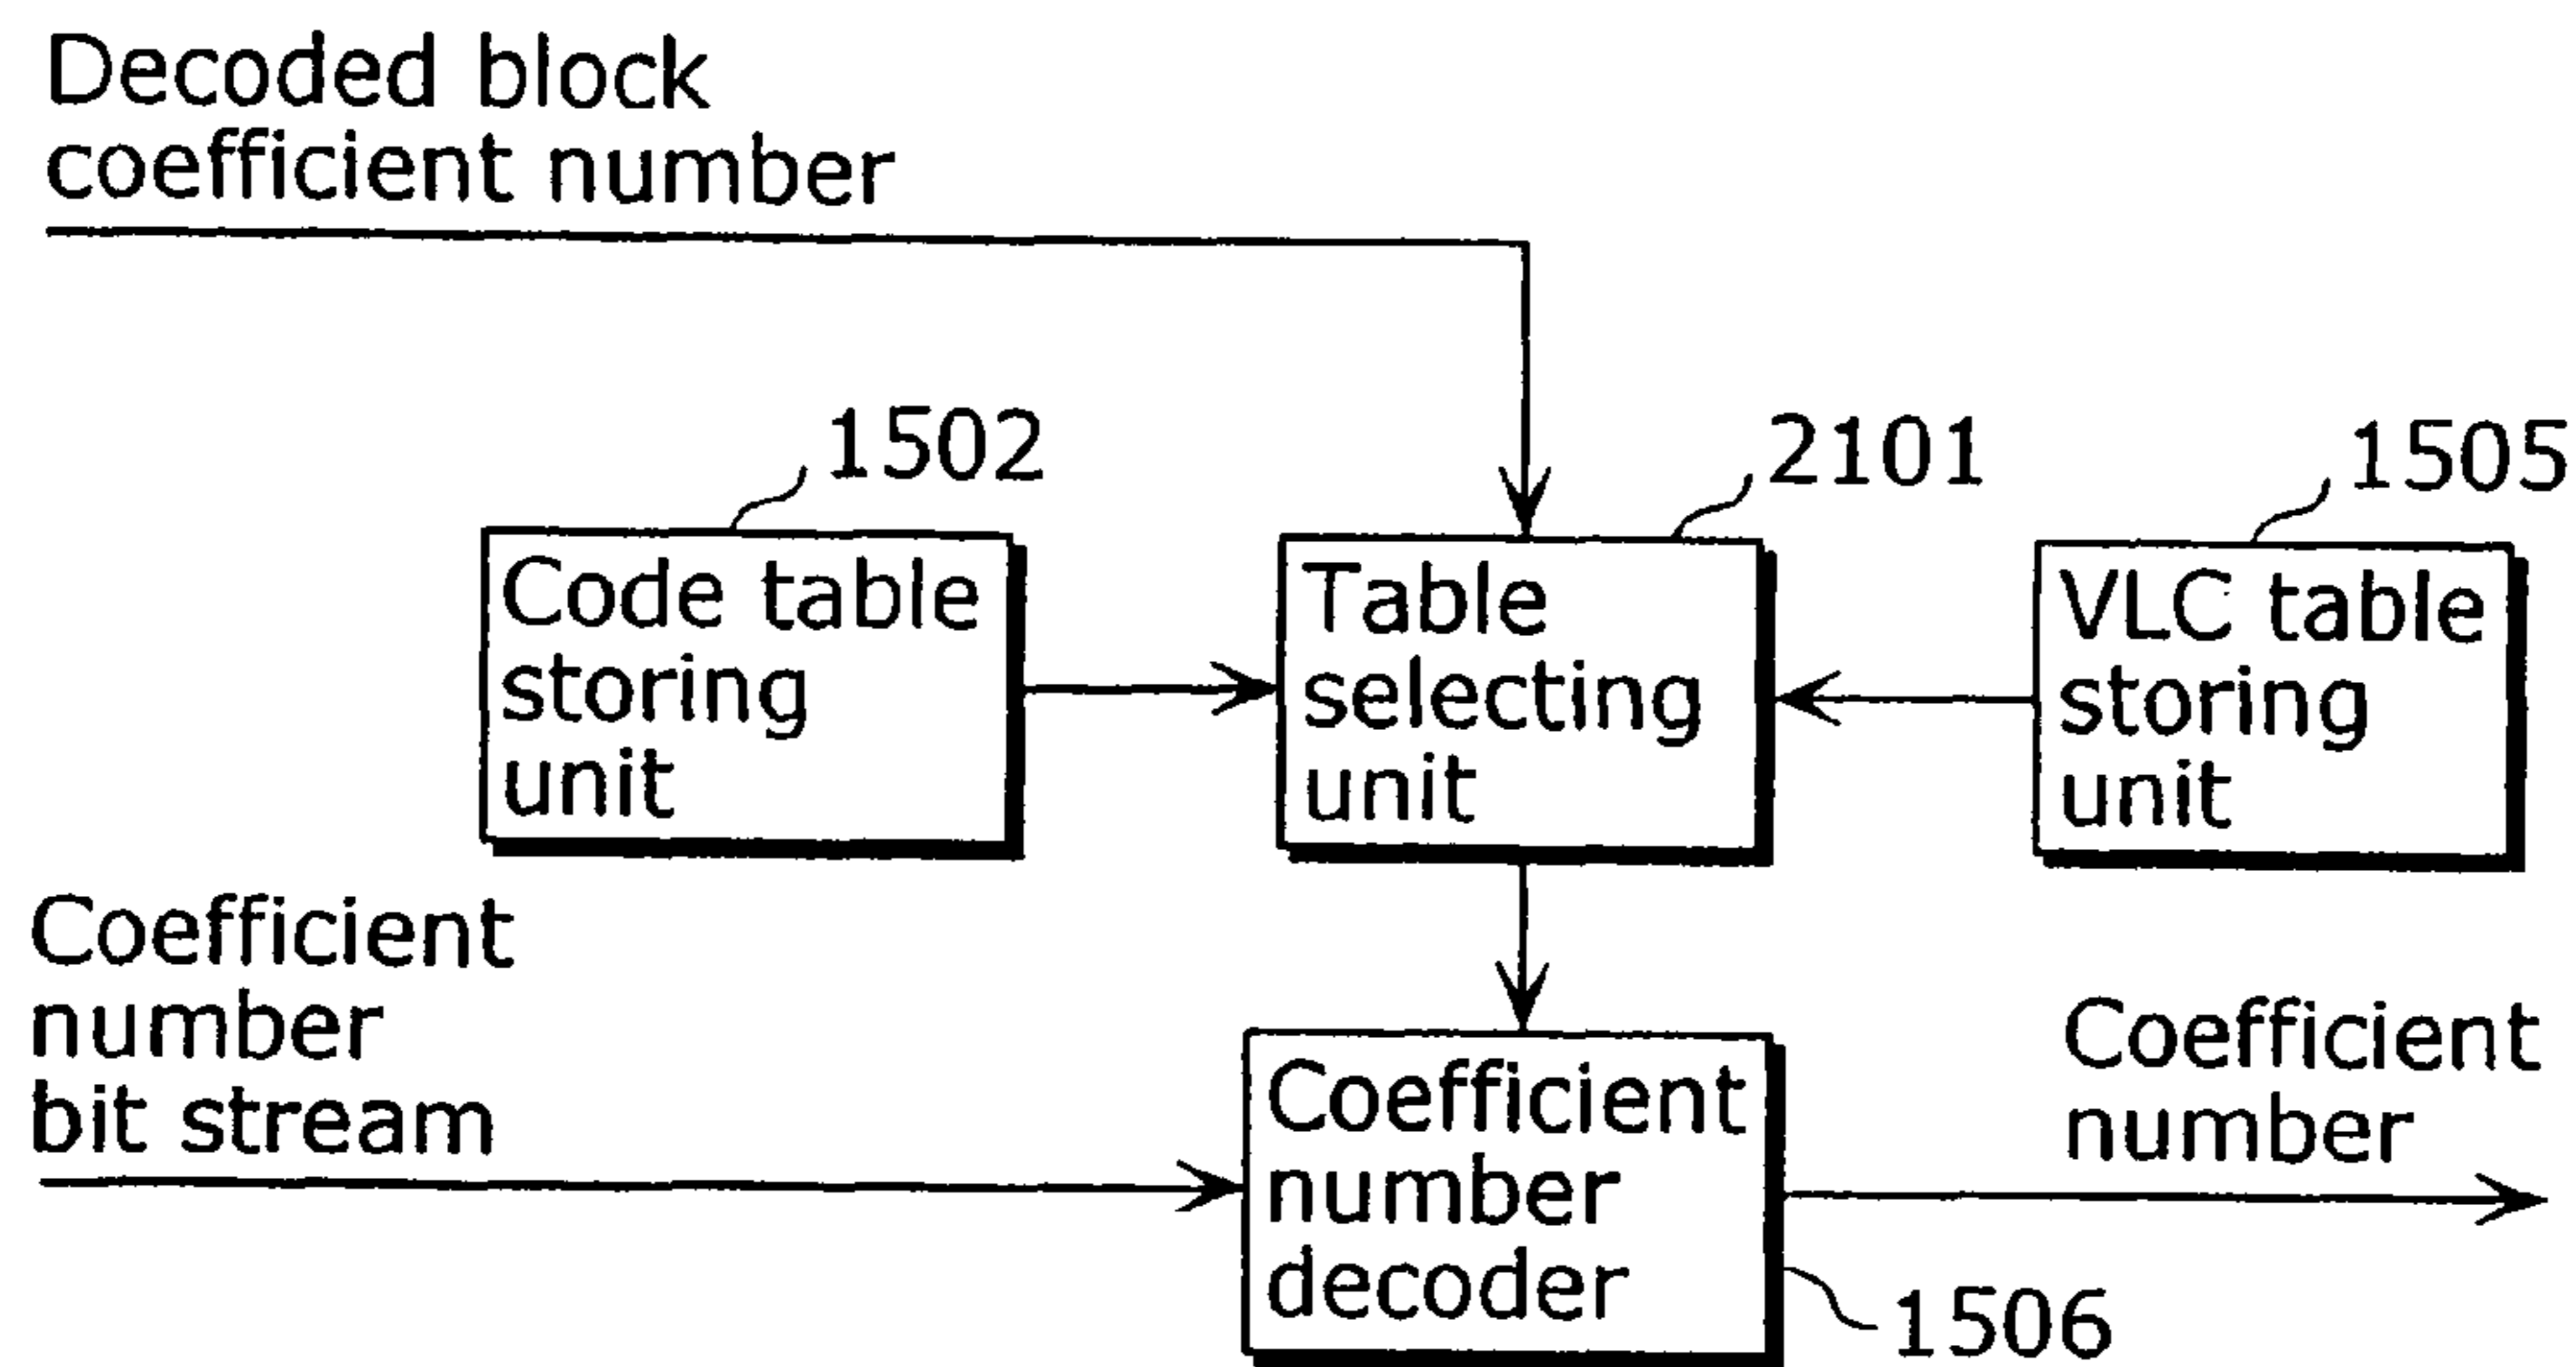 Decoded block
coefficient number
1502
2101
1505
Code table
storing
unit
Table
selecting
unit
VLC table
storing
unit
Coefficient
number
bit stream
Coefficient
number
decoder
Coefficient
number
1506